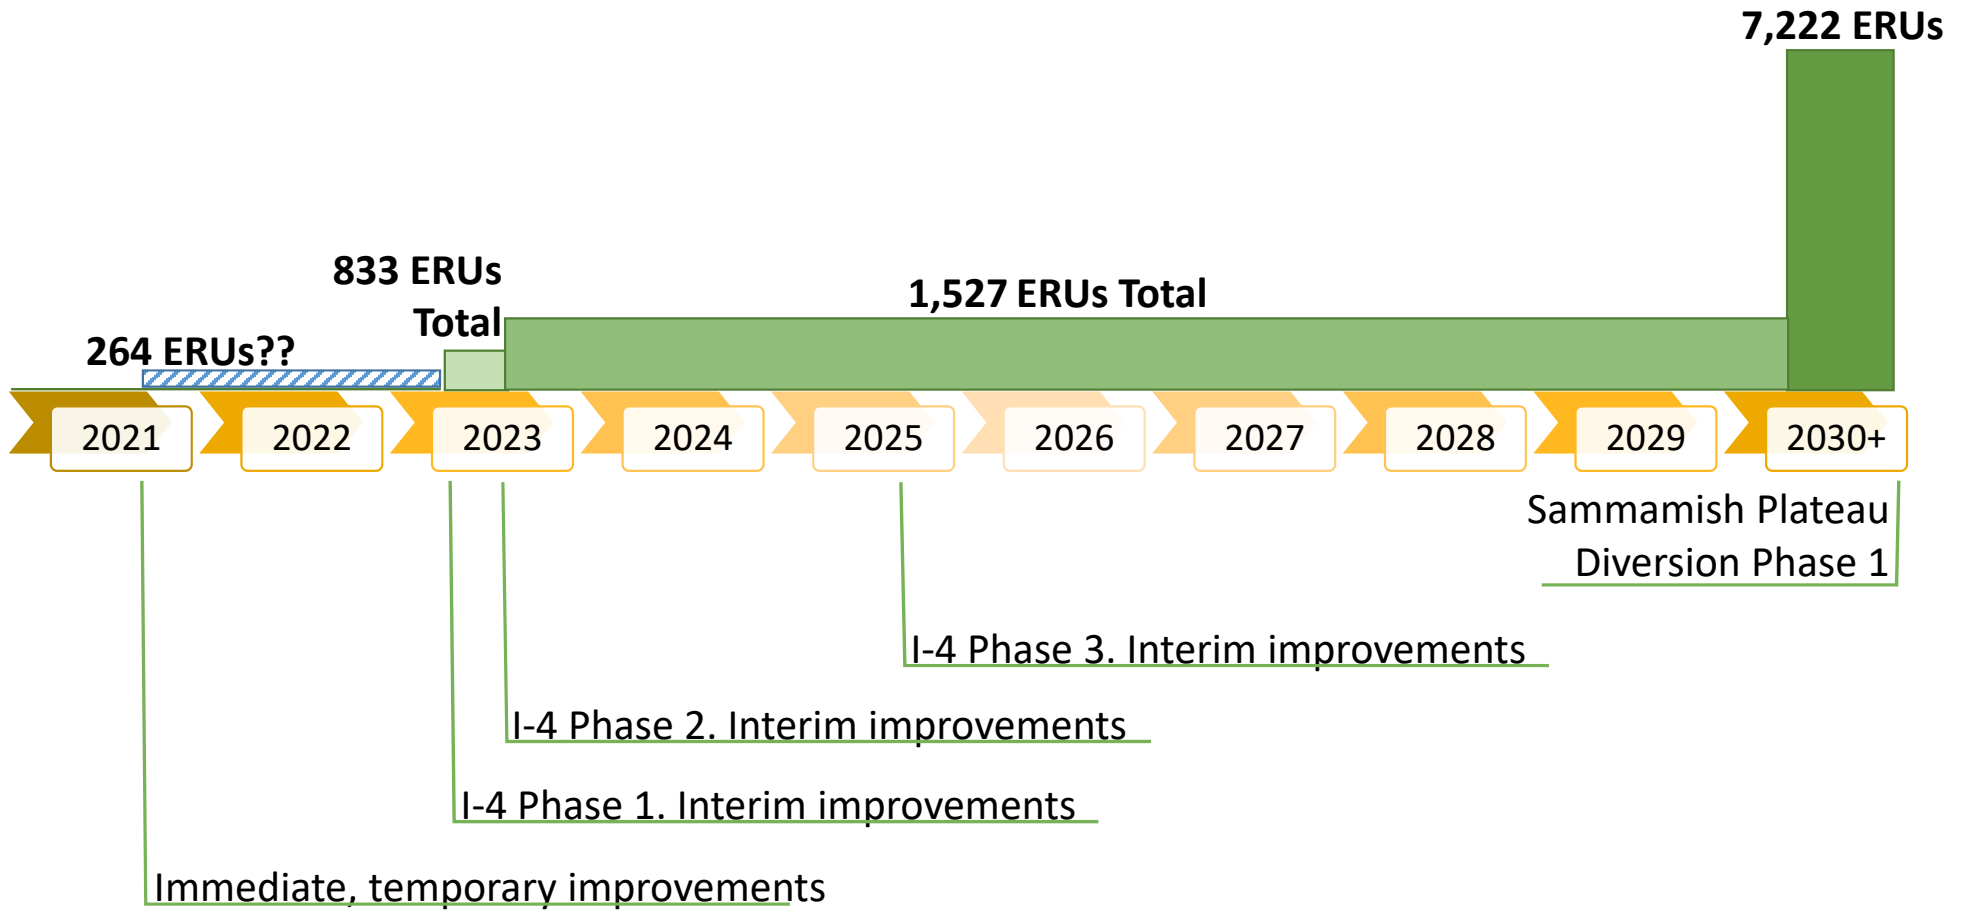 7,222 ERUs
833 ERUs
Total
1,527 ERUs Total
264 ERUs??
2021
2022
2023
2024
2025
2026
2027
2028
2029
2030+
Sammamish Plateau
Diversion Phase 1
I-4 Phase 3. Interim improvements
I-4 Phase 2. Interim improvements
I-4 Phase 1. Interim improvements
Immediate, temporary improvements